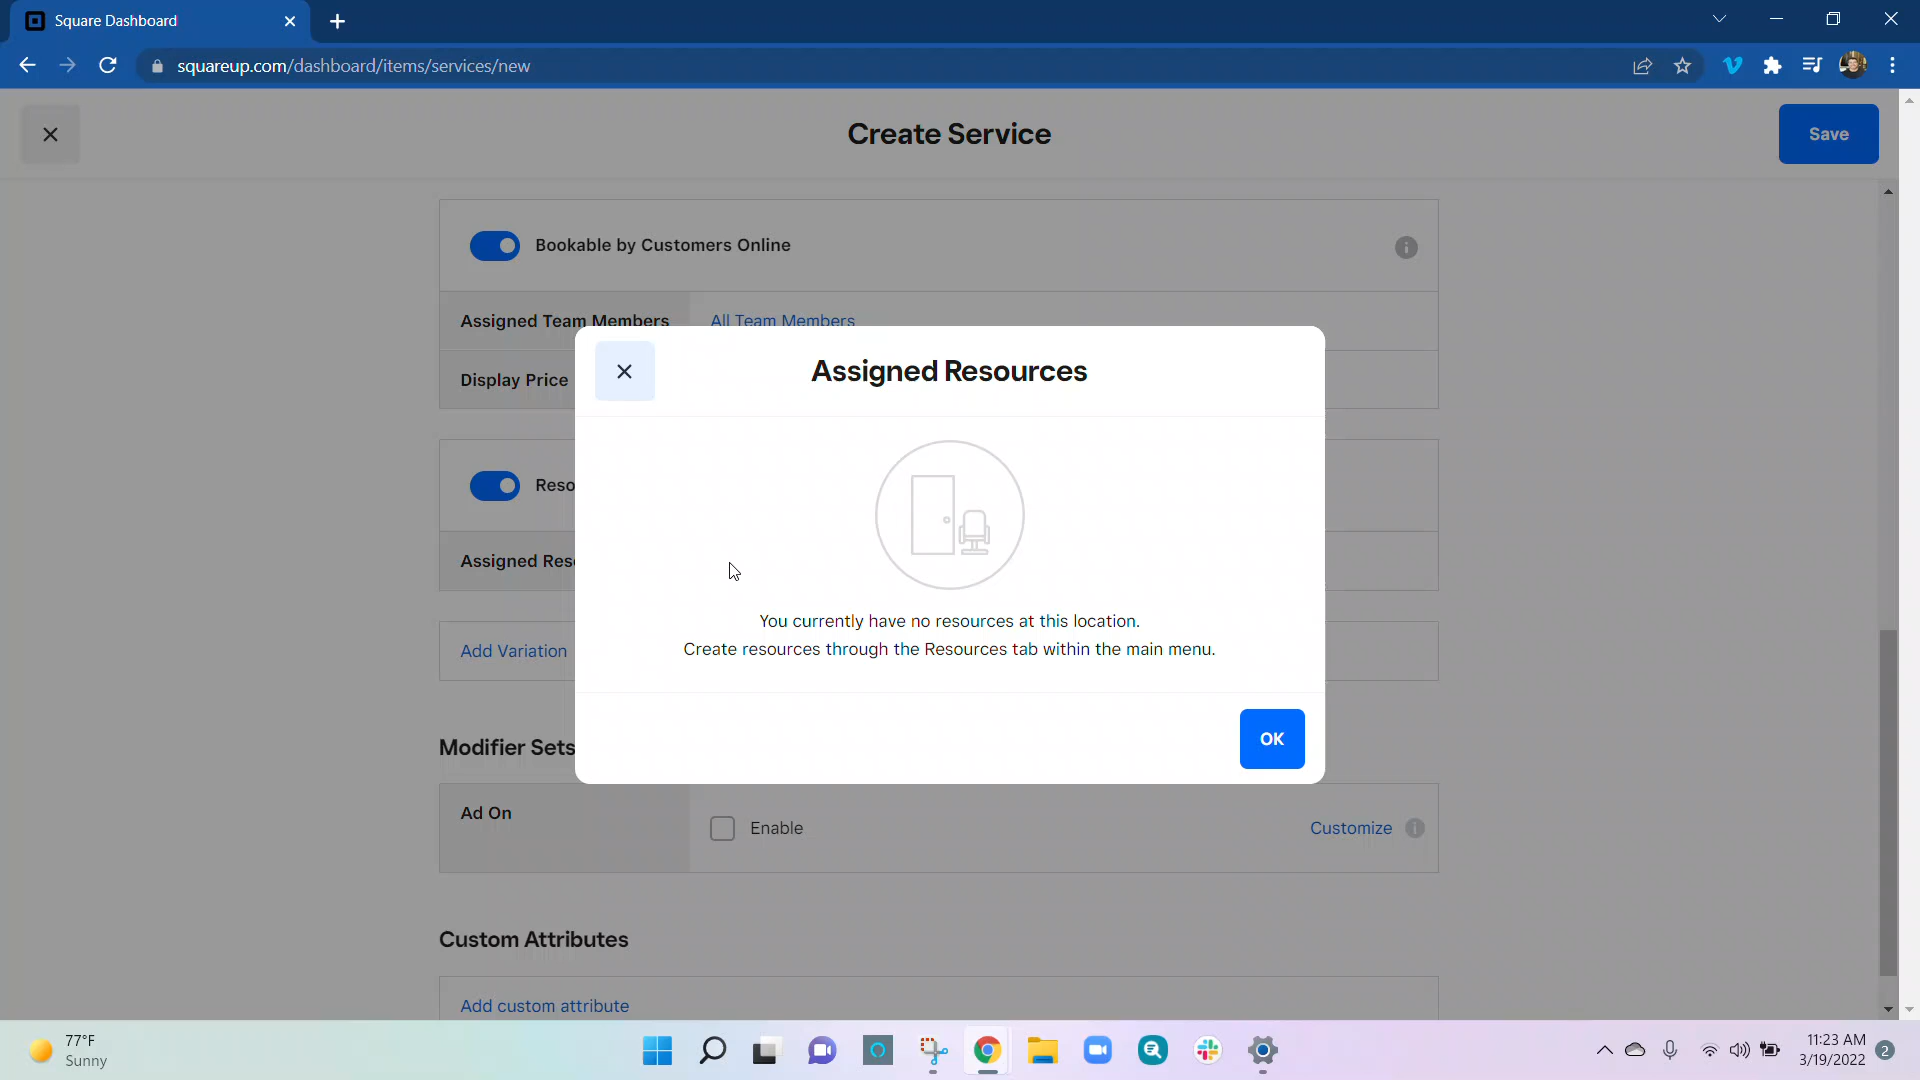 Square Dashboard
squareup.com/dashboard/items/services/new
Create Service
Save
Bookable by Customers Online
Assigned Team Members
All Team Members
Display Price
Assigned Resources
Reso
Assigned Res
You currently have no resources at this location.
Create resources through the Resources tab within the main menu.
Add Variation
OK
Modifier Sets
Ad On
Enable
Customize
Custom Attributes
Add custom attribute
77°F
Sunny
11:23 AM
3/19/2022
2